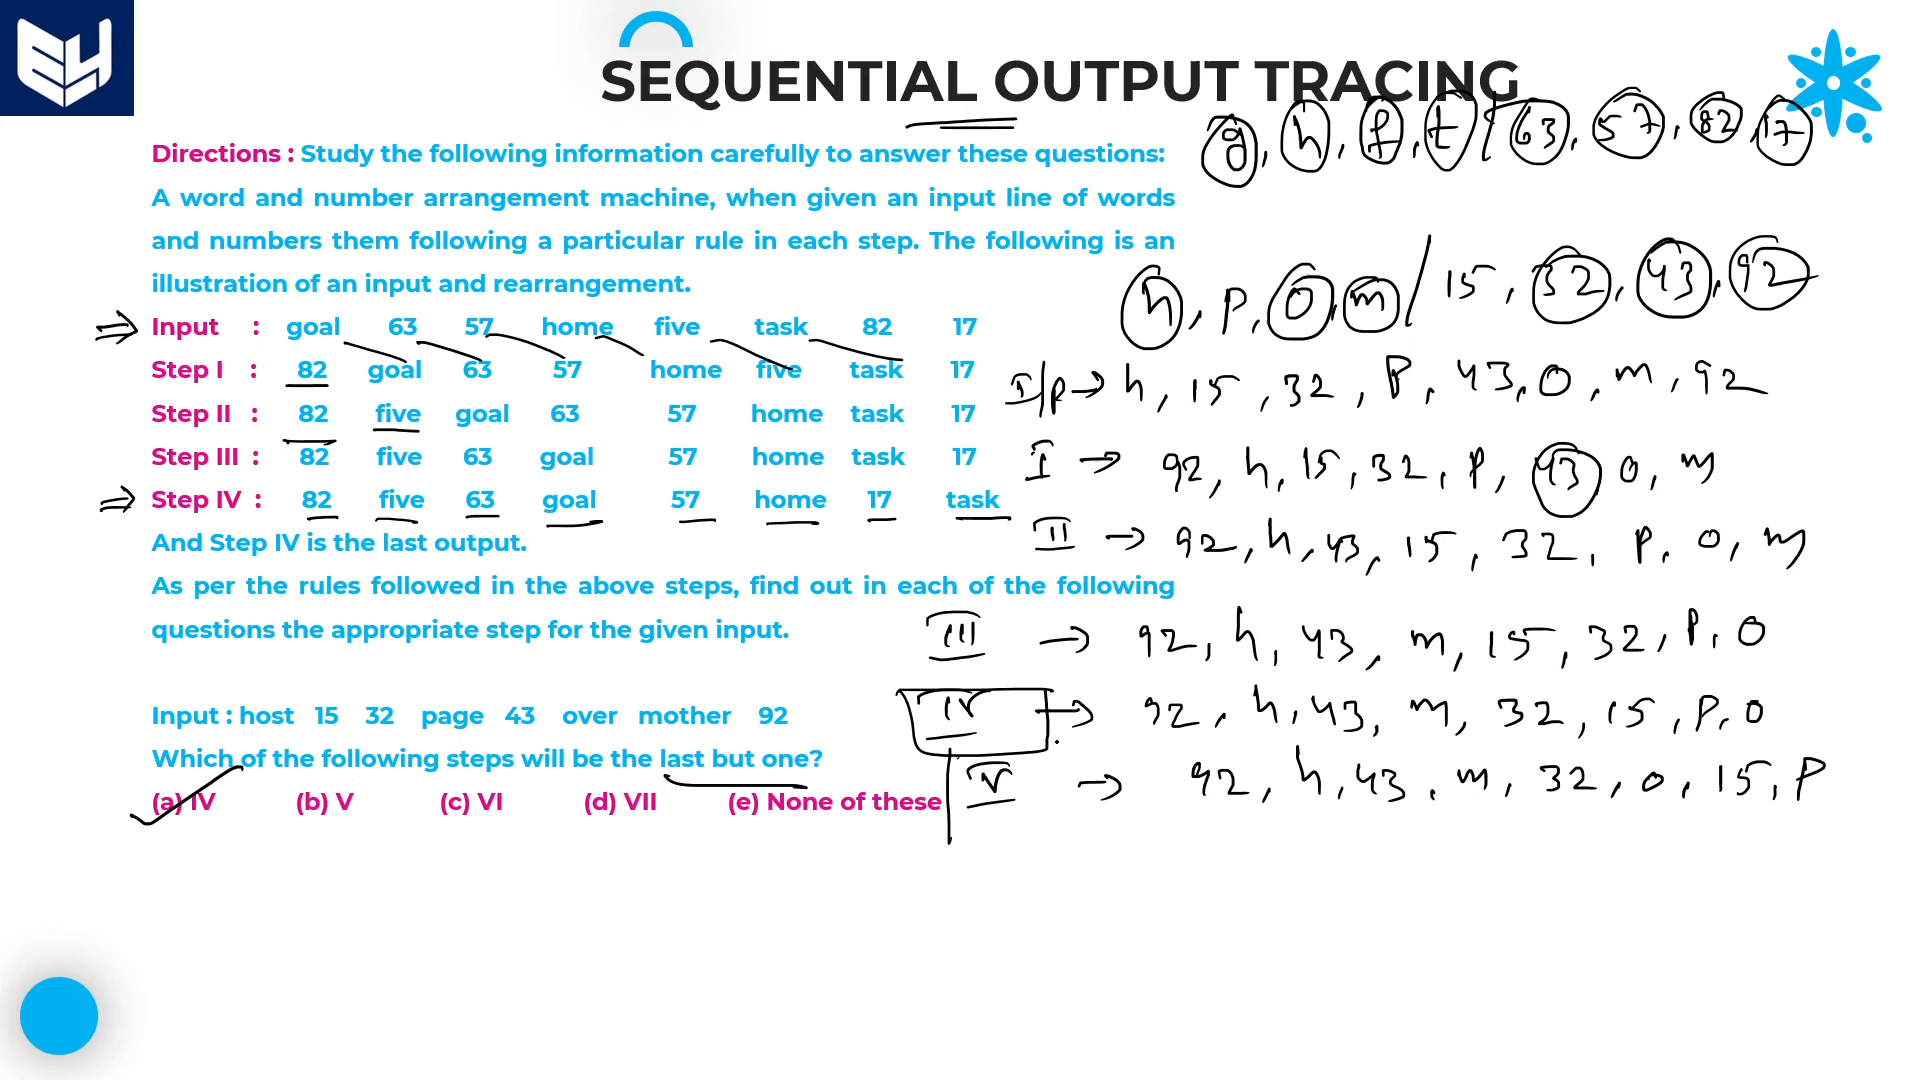 SEQUENTIAL OUTPUT TRACING
Directions : Study the following information carefully to answer these questions:
g, h, f, t / 63, 57, 82, 17
A word and number arrangement machine, when given an input line of words
and numbers them following a particular rule in each step. The following is an
illustration of an input and rearrangement.
h, p, o, m / 15, 32, 43, 92
Input : goal 63 57 home five task 82 17
Step I : 82 goal 63 57 home five task 17
I/p → h, 15, 32, P, 43, 0, m, 92
Step II : 82 five goal 63 57 home task 17
Step III : 82 five 63 goal 57 home task 17
I → 92, h, 15, 32, P, 43 0, m
Step IV : 82 five 63 goal 57 home 17 task
And Step IV is the last output.
II → 92, h, 43, 15, 32, P, 0, m
As per the rules followed in the above steps, find out in each of the following
questions the appropriate step for the given input.
III → 92, h, 43, m, 15, 32, P, 0
Input : host 15 32 page 43 over mother 92
IV → 92, h, 43, m, 32, 15, P, 0
Which of the following steps will be the last but one?
V → 92, h, 43, m, 32, 0, 15, P
(a) IV (b) V (c) VI (d) VII (e) None of these